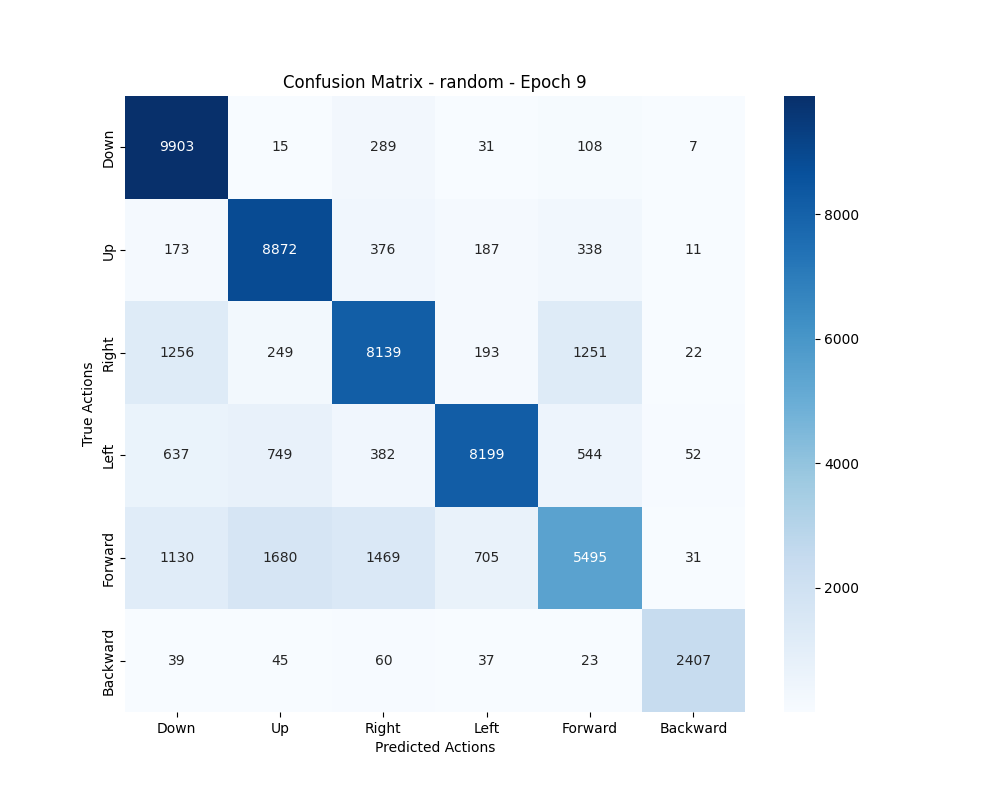 Confusion Matrix - random - Epoch 9
True Actions
Down 9903 15 289 31 108 7
Up 173 8872 376 187 338 11
Right 1256 249 8139 193 1251 22
Left 637 749 382 8199 544 52
Forward 1130 1680 1469 705 5495 31
Backward 39 45 60 37 23 2407
Down Up Right Left Forward Backward
Predicted Actions
8000
6000
4000
2000